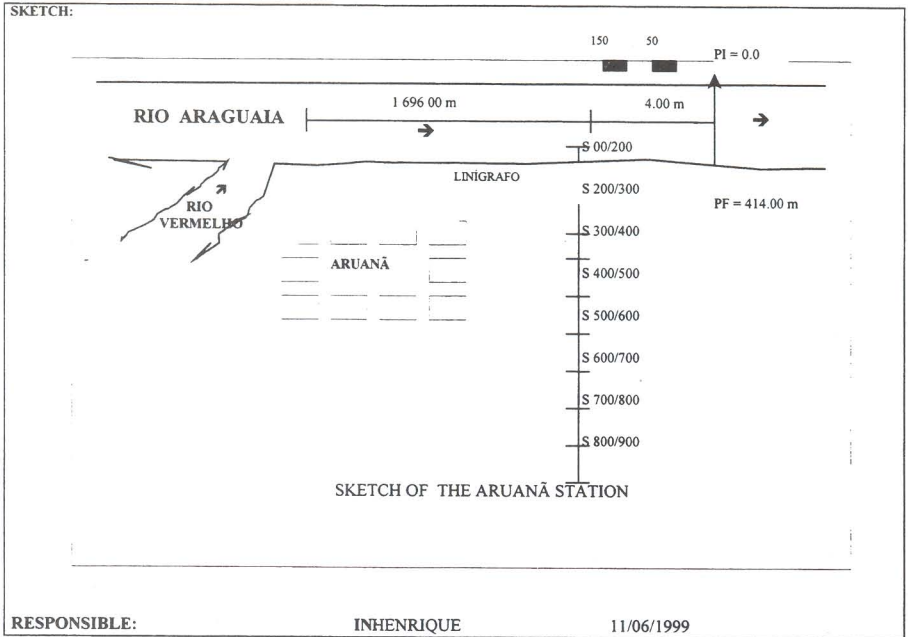 SKETCH:
150 50
PI = 0.0
1 696 00 m
4.00 m
RIO ARAGUAIA
S 00/200
LINÍGRAFO
S 200/300
RIO
VERMELHO
PF = 414.00 m
S 300/400
ARUANÃ
S 400/500
S 500/600
S 600/700
S 700/800
S 800/900
SKETCH OF THE ARUANÃ STATION
RESPONSIBLE: INHENRIQUE 11/06/1999